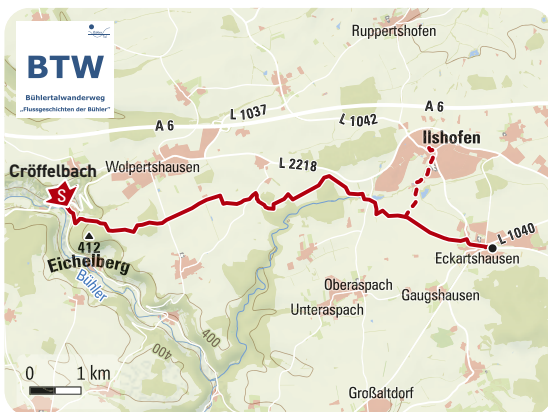 BTW
Bühlertalwanderweg
„Flussgeschichten der Bühler"
Ruppertshofen
A 6
L 1037
L 1042
A 6
Ilshofen
Cröffelbach
Wolpertshausen
L 2218
S
412
Eichelberg
Bühler
L 1040
Eckartshausen
Oberaspach
Gaugshausen
Unteraspach
400
400
0 1 km
Großaltdorf